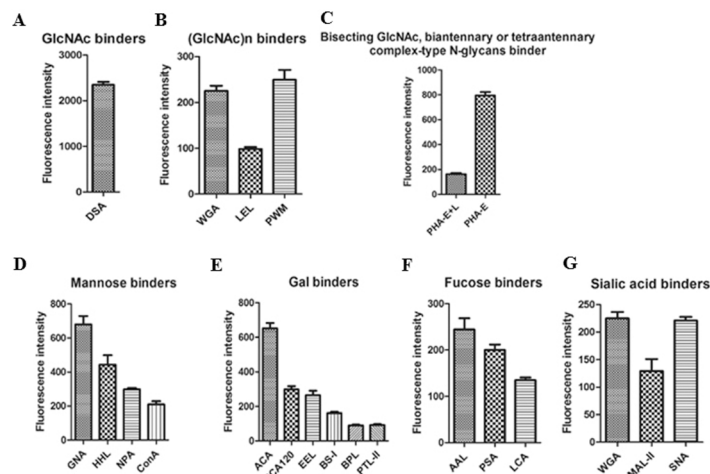 A
GlcNAc binders
Fluorescence intensity
3000
2000
1000
0
DSA
B
(GlcNAc)n binders
Fluorescence intensity
300
200
100
0
WGA
LEL
PWM
C
Bisecting GlcNAc, biantennary or tetraantennary
complex-type N-glycans binder
Fluorescence intensity
1000
800
600
400
200
0
PHA-E+L
PHA-E
D
Mannose binders
Fluorescence intensity
800
600
400
200
0
GNA
HHL
NPA
ConA
E
Gal binders
Fluorescence intensity
800
600
400
200
0
ACA
CA120
EEL
BS-I
BPL
PTL-II
F
Fucose binders
Fluorescence intensity
300
200
100
0
AAL
PSA
LCA
G
Sialic acid binders
Fluorescence intensity
250
200
150
100
50
0
WGA
MAL-II
SNA